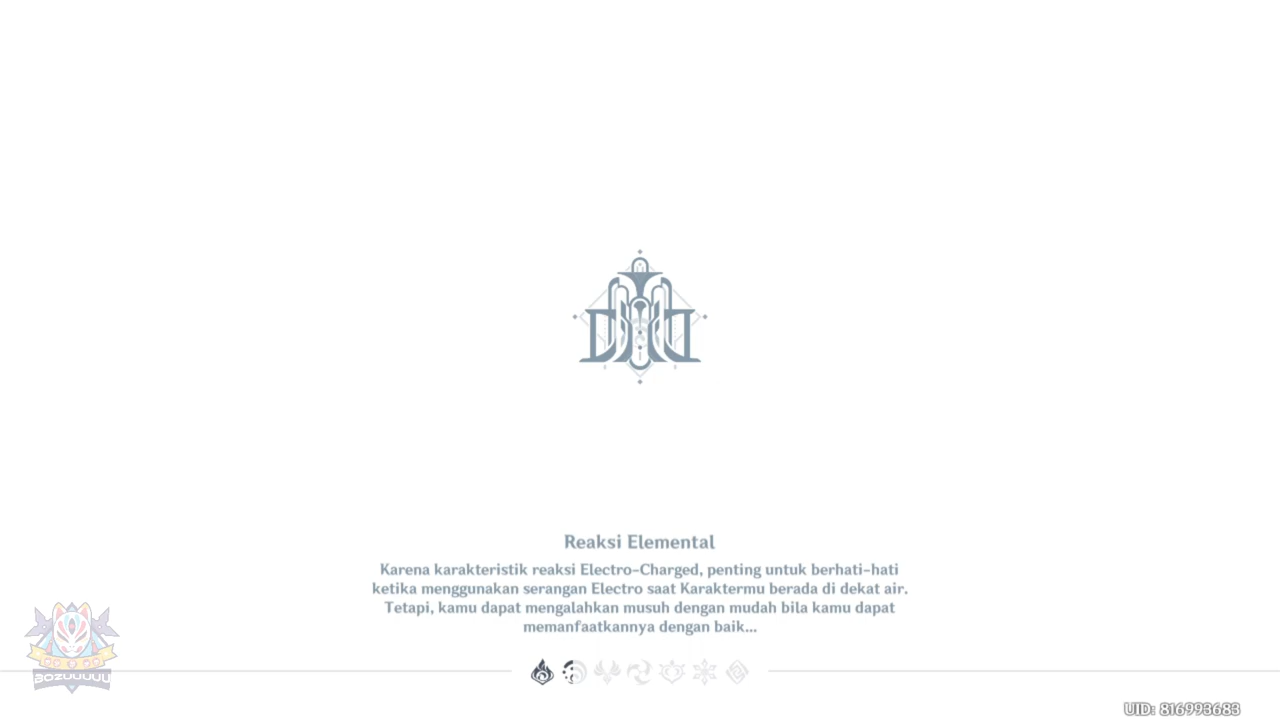 Reaksi Elemental
Karena karakteristik reaksi Electro-Charged, penting untuk berhati-hati
ketika menggunakan serangan Electro saat Karaktermu berada di dekat air.
Tetapi, kamu dapat mengalahkan musuh dengan mudah bila kamu dapat
memanfaatkannya dengan baik...
BOZUUUUU
UID: 816993683